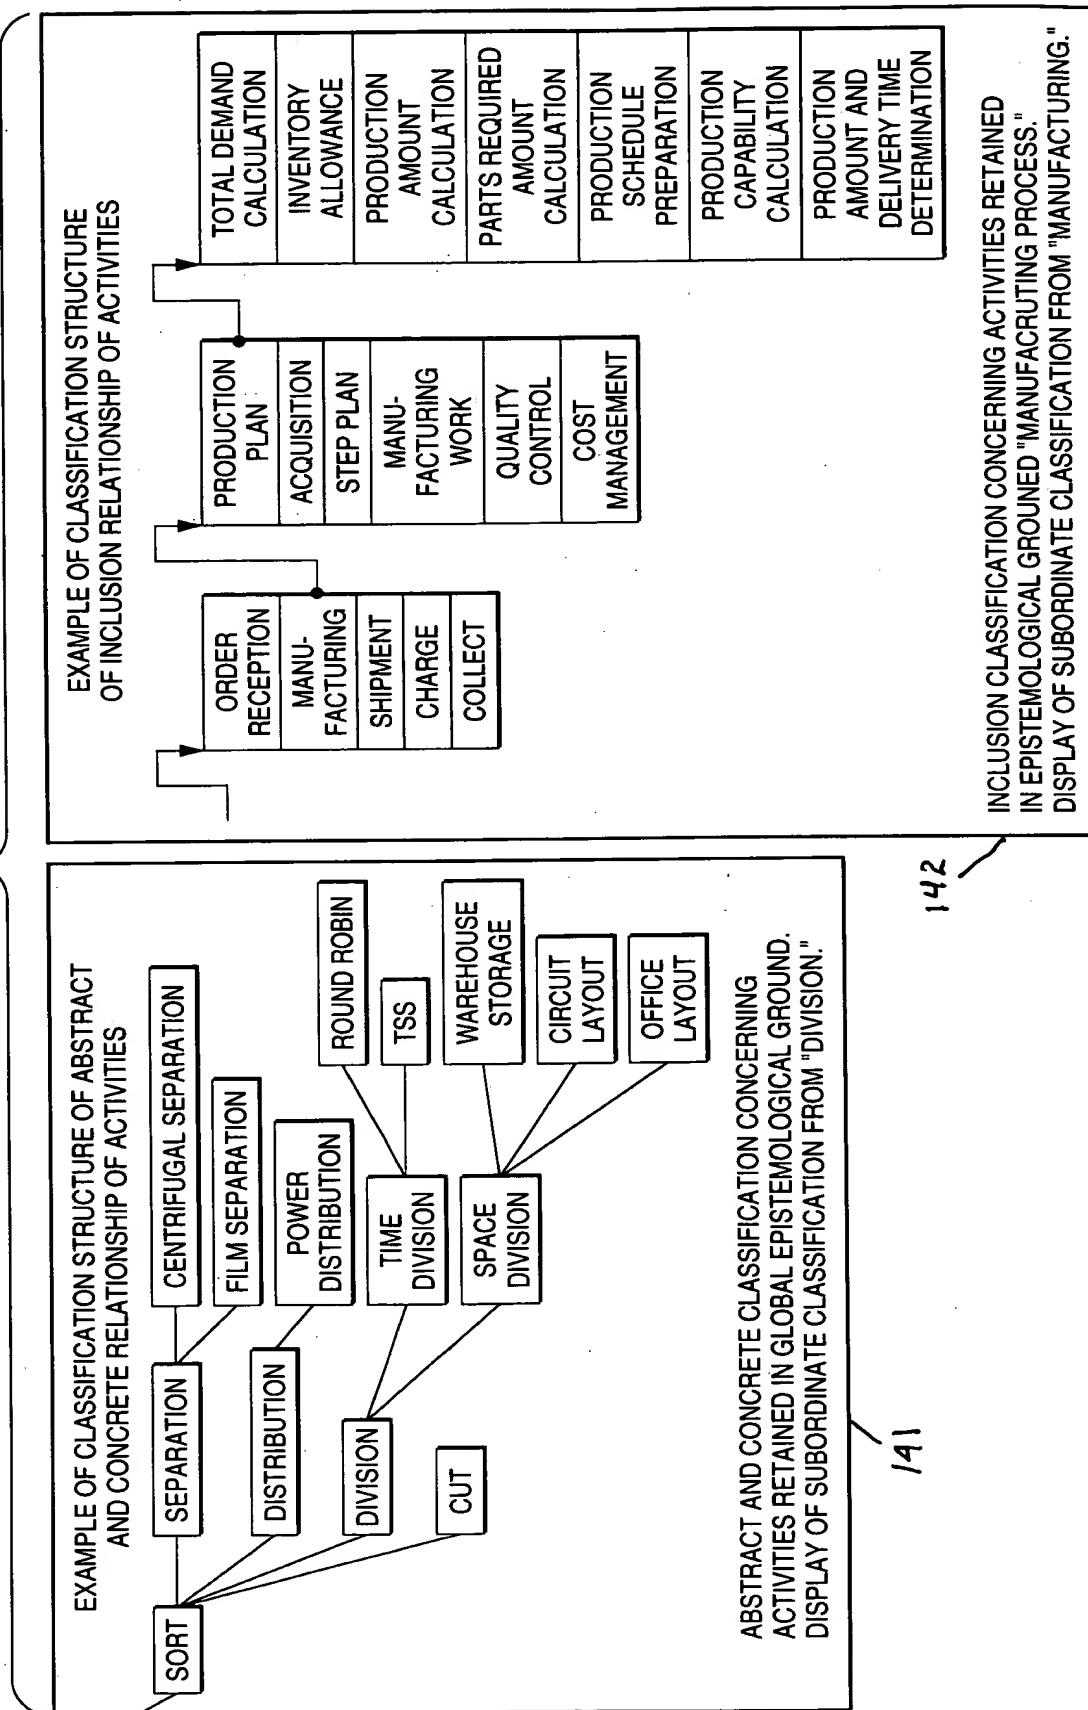 EXAMPLE OF CLASSIFICATION STRUCTURE OF ABSTRACT
AND CONCRETE RELATIONSHIP OF ACTIVITIES
SORT
SEPARATION
DISTRIBUTION
DIVISION
CUT
CENTRIFUGAL SEPARATION
FILM SEPARATION
POWER
DISTRIBUTION
TIME
DIVISION
SPACE
DIVISION
ROUND ROBIN
TSS
WAREHOUSE
STORAGE
CIRCUIT
LAYOUT
OFFICE
LAYOUT
ABSTRACT AND CONCRETE CLASSIFICATION CONCERNING
ACTIVITIES RETAINED IN GLOBAL EPISTEMOLOGICAL GROUND.
DISPLAY OF SUBORDINATE CLASSIFICATION FROM "DIVISION."
141
EXAMPLE OF CLASSIFICATION STRUCTURE
OF INCLUSION RELATIONSHIP OF ACTIVITIES
ORDER
RECEPTION
MANU-
FACTURING
SHIPMENT
CHARGE
COLLECT
PRODUCTION
PLAN
ACQUISITION
STEP PLAN
MANU-
FACTURING
WORK
QUALITY
CONTROL
COST
MANAGEMENT
TOTAL DEMAND
CALCULATION
INVENTORY
ALLOWANCE
PRODUCTION
AMOUNT
CALCULATION
PARTS REQUIRED
AMOUNT
CALCULATION
PRODUCTION
SCHEDULE
PREPARATION
PRODUCTION
CAPABILITY
CALCULATION
PRODUCTION
AMOUNT AND
DELIVERY TIME
DETERMINATION
INCLUSION CLASSIFICATION CONCERNING ACTIVITIES RETAINED
IN EPISTEMOLOGICAL GROUNED "MANUFACRUTING PROCESS."
DISPLAY OF SUBORDINATE CLASSIFICATION FROM "MANUFACTURING."
142